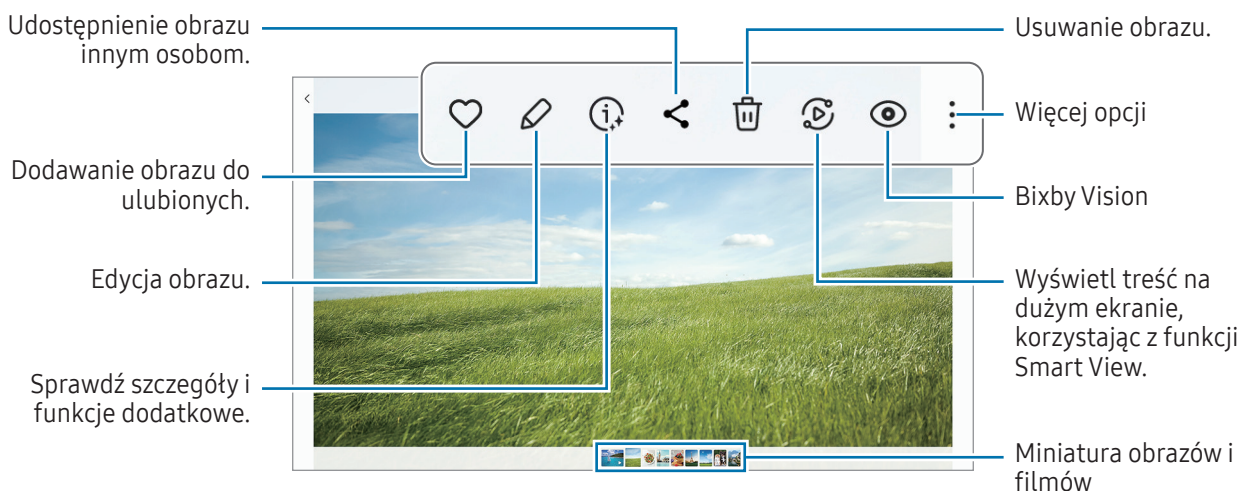 Udostępnienie obrazu
innym osobom.
Dodawanie obrazu do
ulubionych.
Edycja obrazu.
Sprawdź szczegóły i
funkcje dodatkowe.
Usuwanie obrazu.
Więcej opcji
Bixby Vision
Wyświetl treść na
dużym ekranie,
korzystając z funkcji
Smart View.
Miniatura obrazów i
filmów